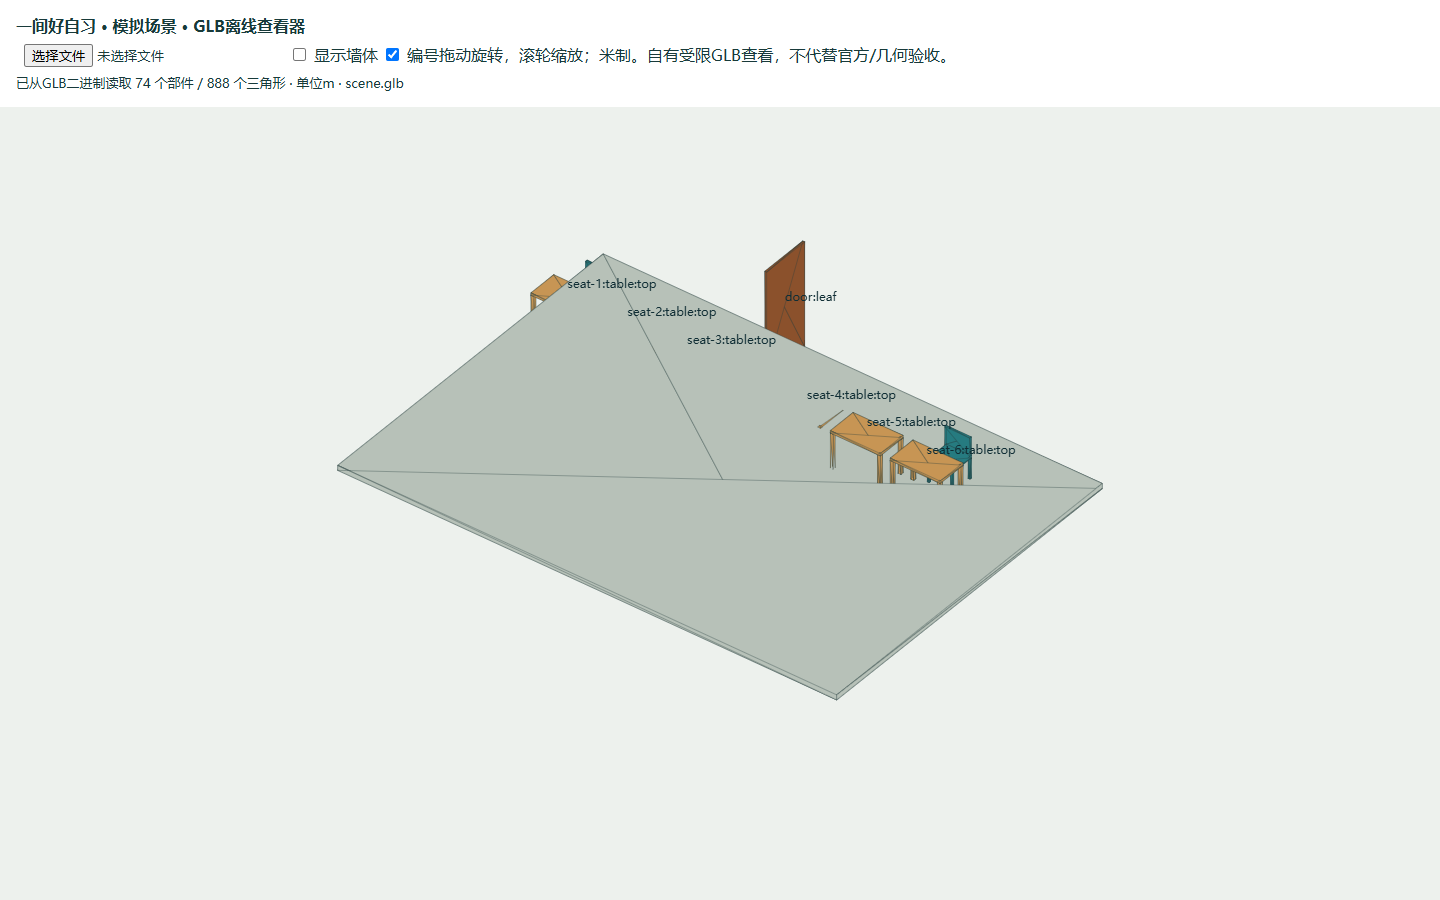 一间好自习 • 模拟场景 • GLB离线查看器
选择文件 未选择文件 显示墙体 编号拖动旋转，滚轮缩放；米制。自有受限GLB查看，不代替官方/几何验收。
已从GLB二进制读取 74 个部件 / 888 个三角形 · 单位m · scene.glb
seat-1:table:top
door:leaf
seat-2:table:top
seat-3:table:top
seat-4:table:top
seat-5:table:top
seat-6:table:top